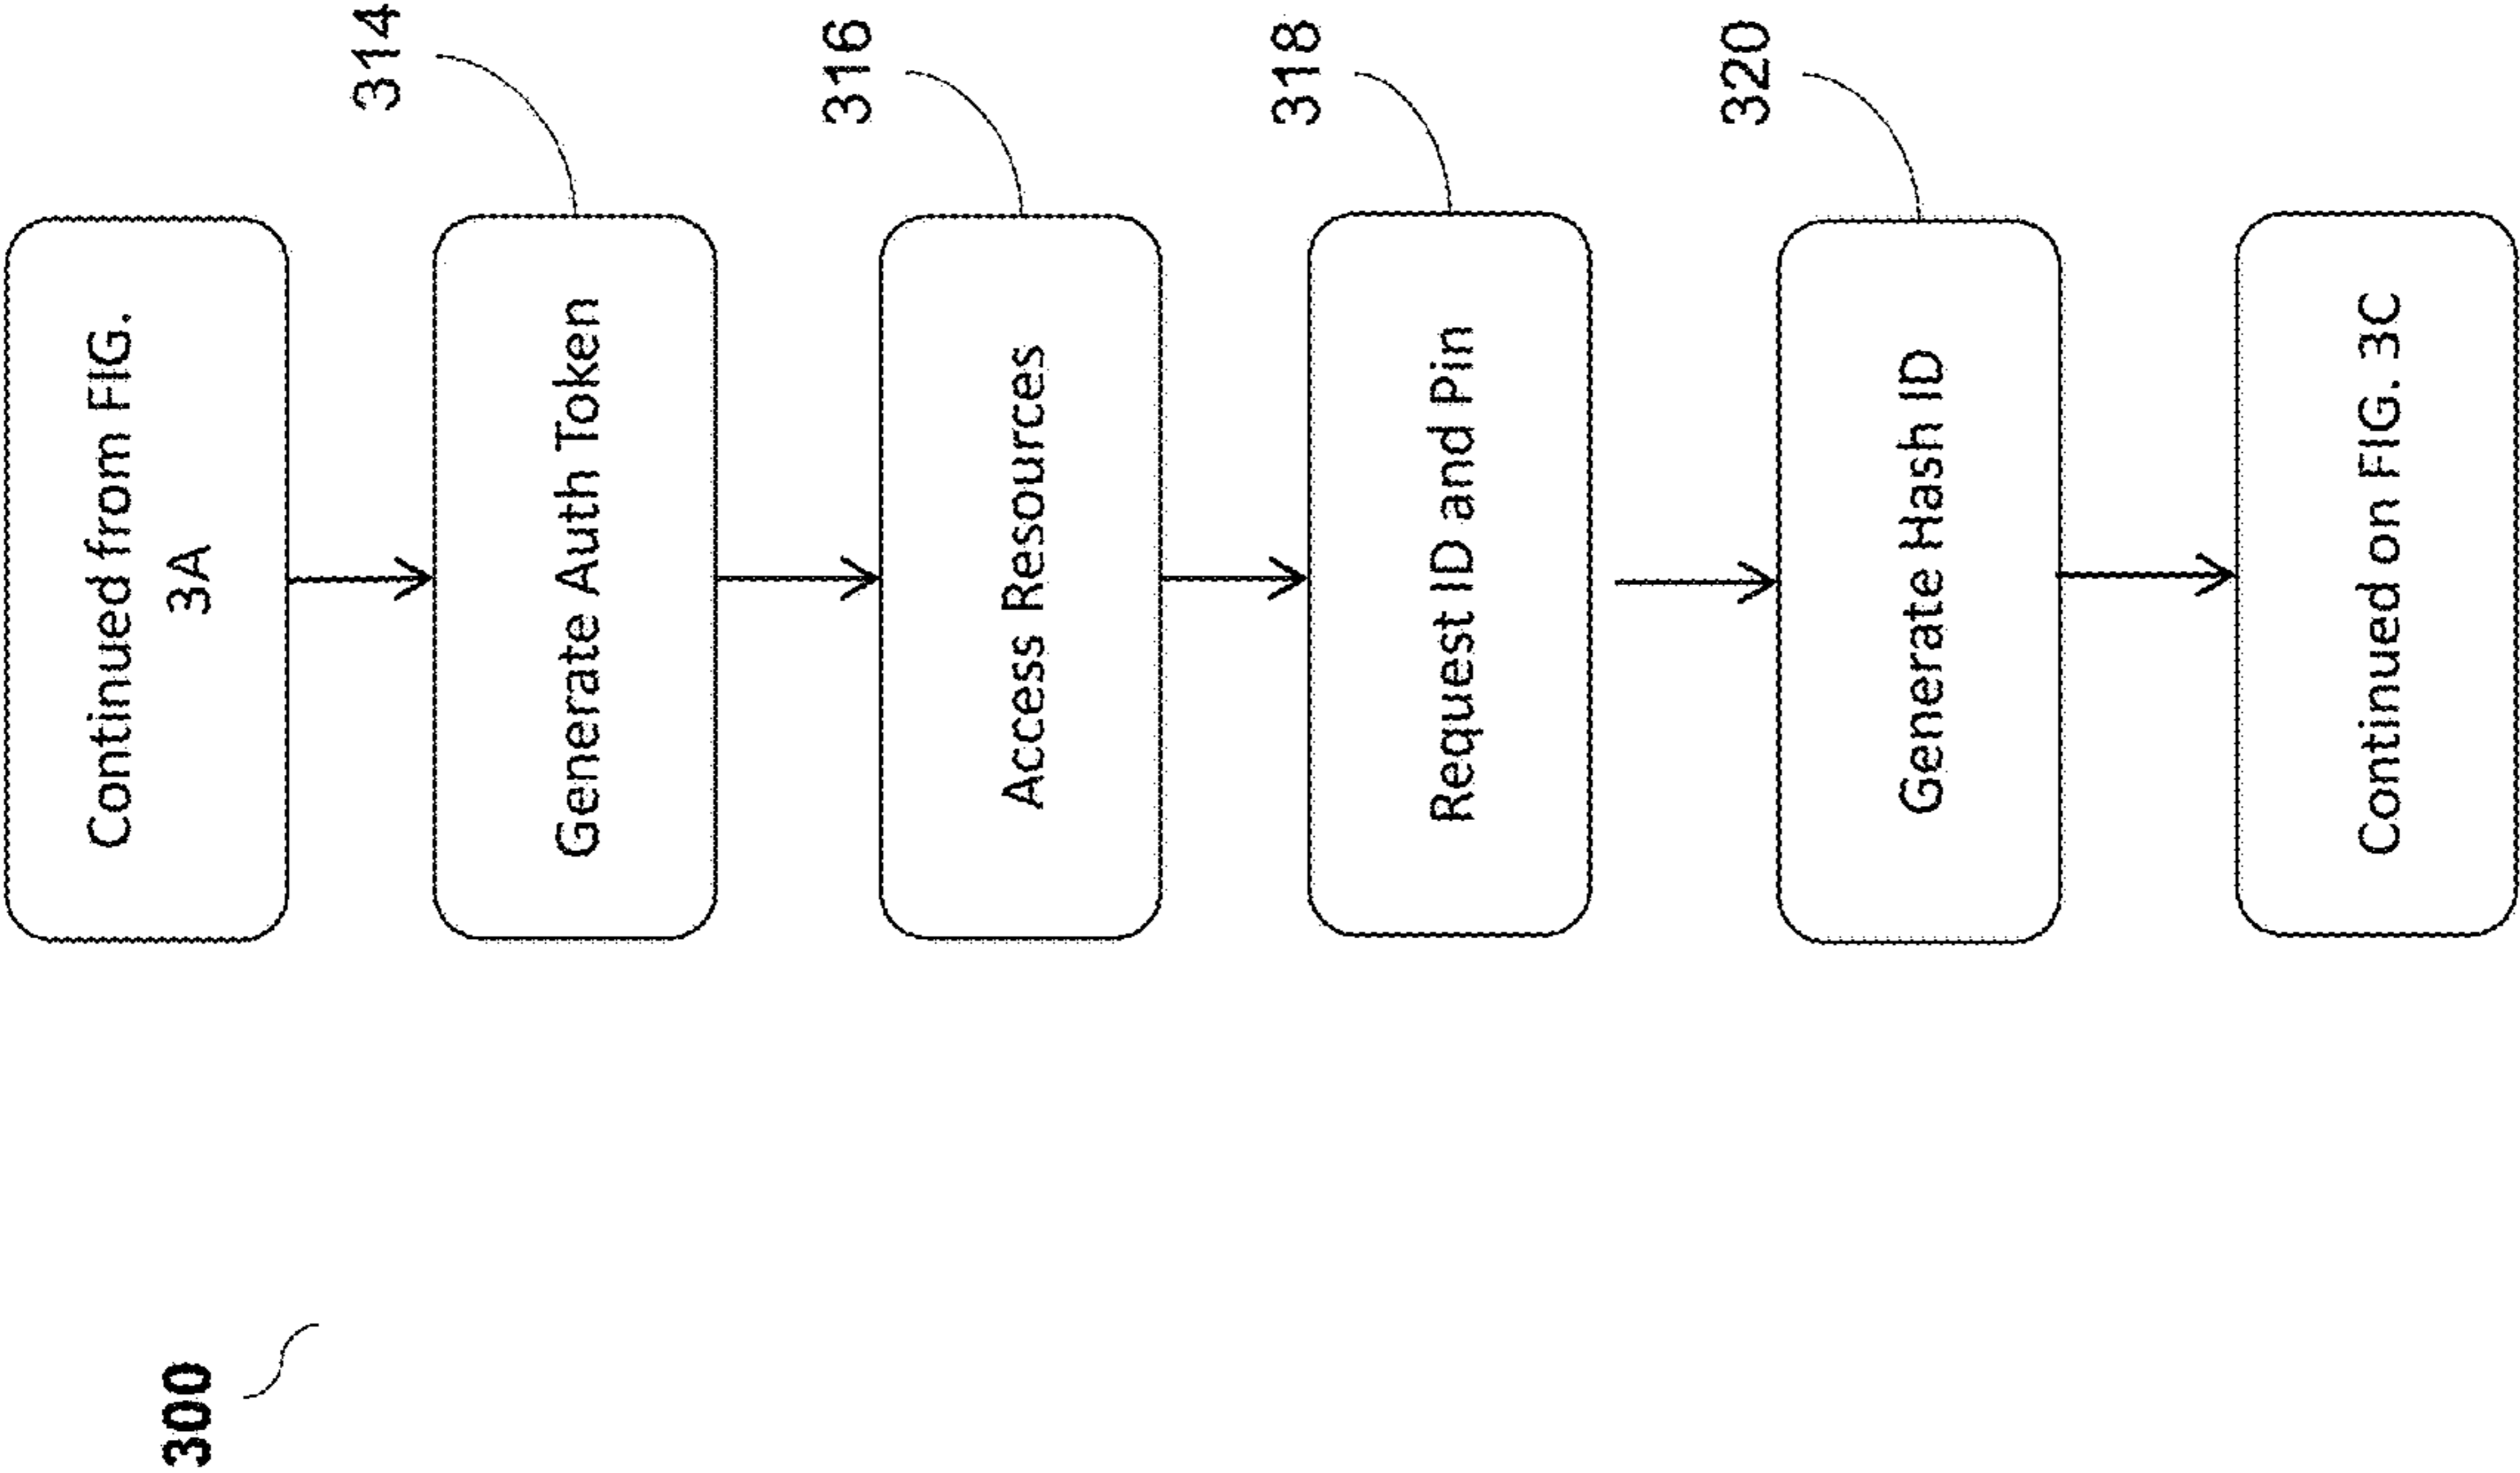 300
Continued from FIG.
3A
Generate Auth Token
314
Access Resources
316
Request ID and Pin
318
Generate Hash ID
320
Continued on FIG. 3C